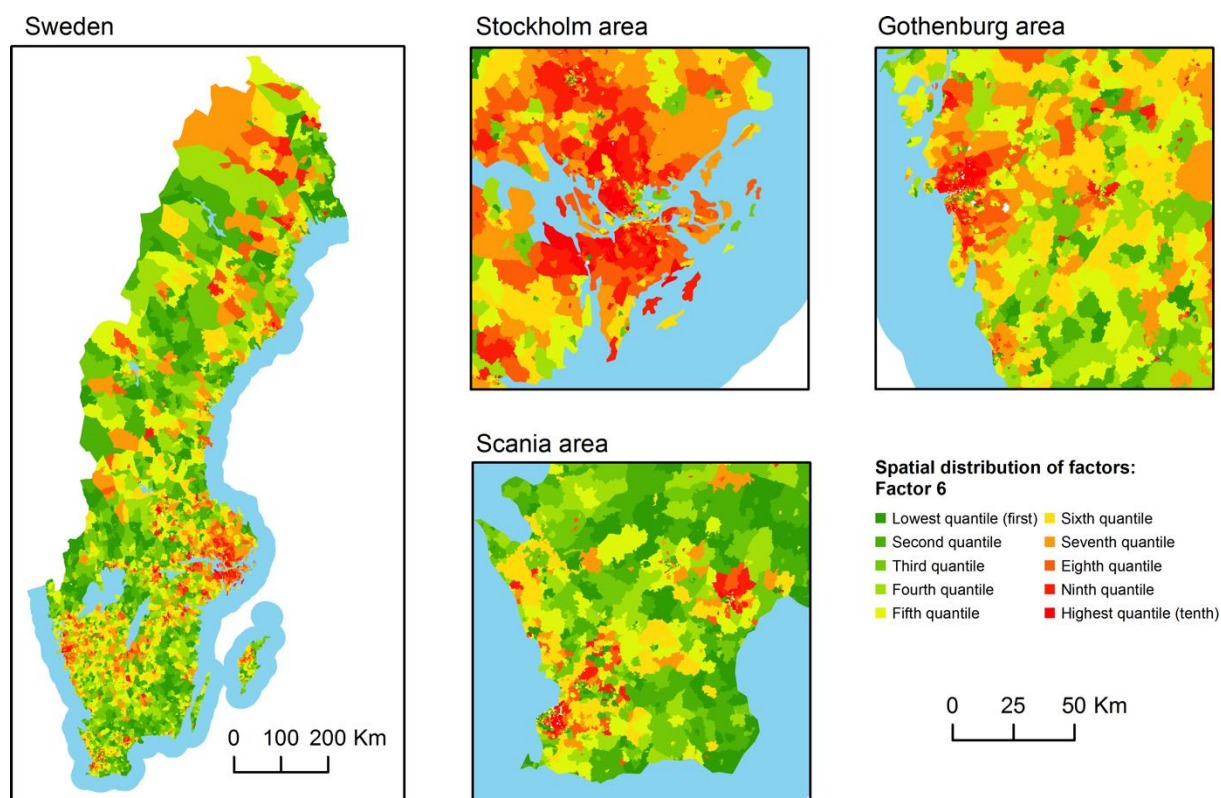 Sweden
Stockholm area
Gothenburg area
Scania area
0 100 200 Km
Spatial distribution of factors:
Factor 6
Lowest quantile (first)
Second quantile
Third quantile
Fourth quantile
Fifth quantile
Sixth quantile
Seventh quantile
Eighth quantile
Ninth quantile
Highest quantile (tenth)
0 25 50 Km